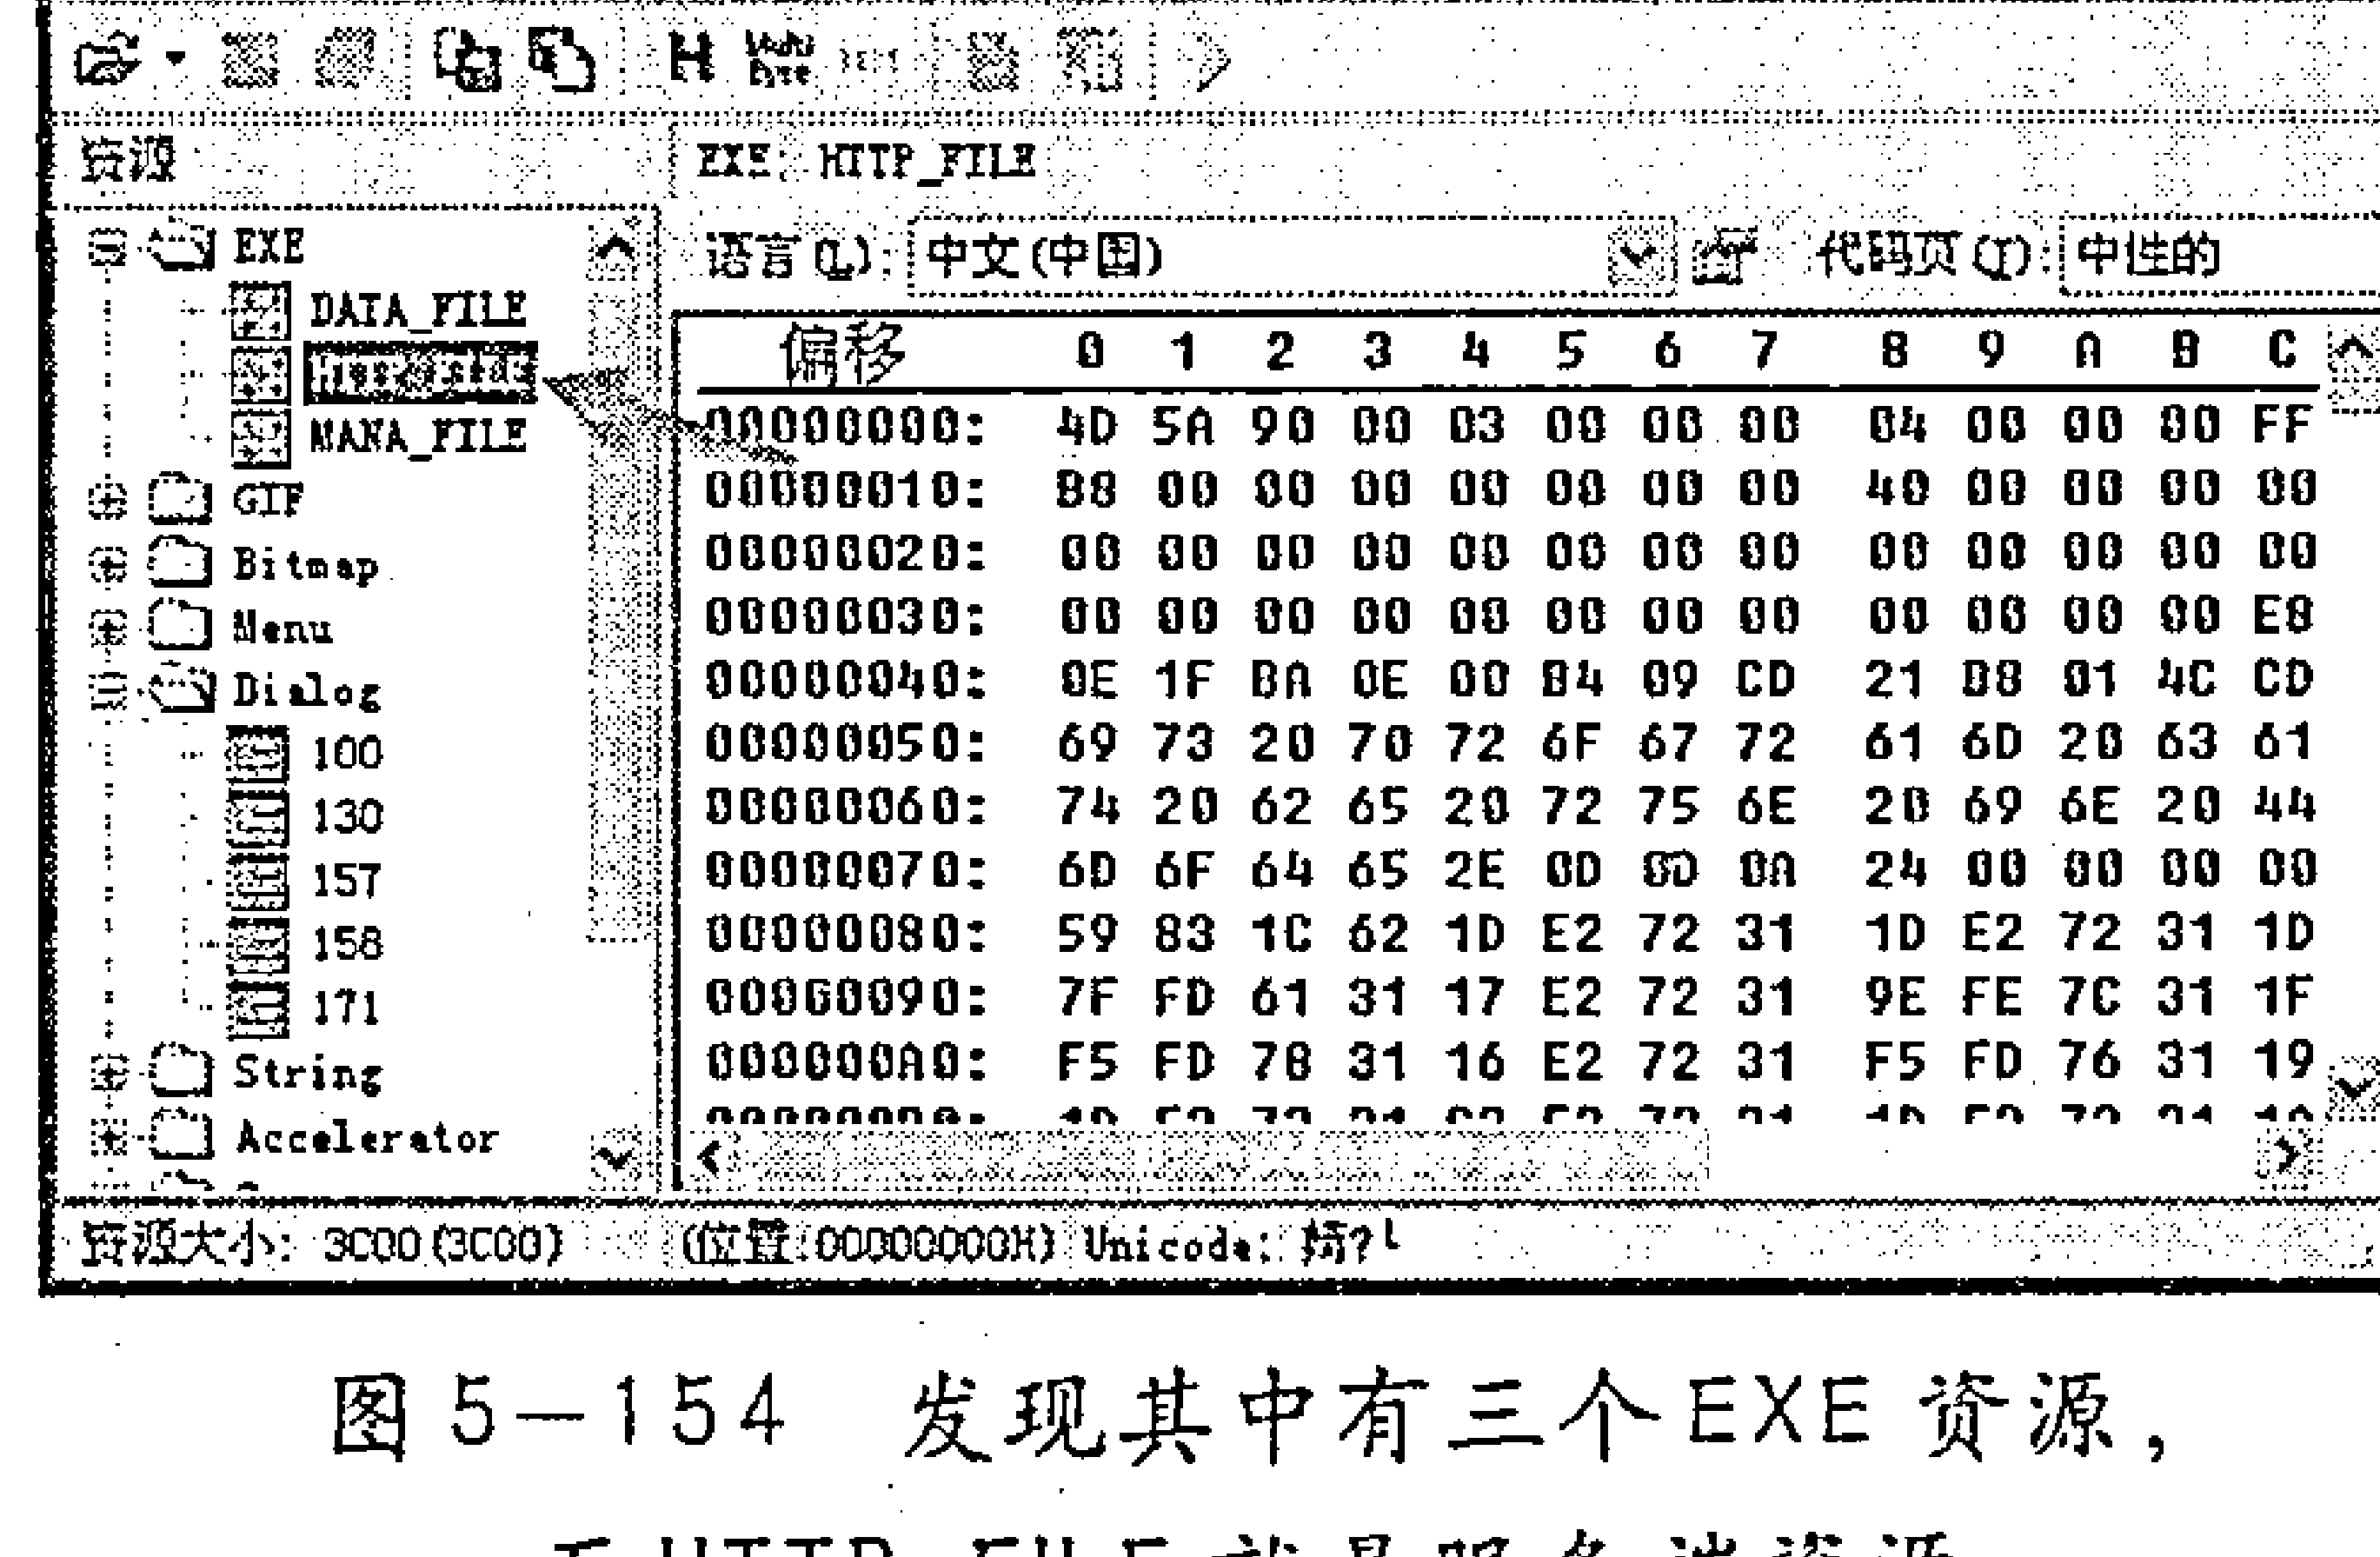 资源
EXE: HTTP_FILE
EXE
DATA_FILE
HTTP_FILE
MANA_FILE
GIF
Bitmap
Menu
Dialog
100
130
157
158
171
String
Accelerator
语言(L): 中文(中国) 代码页(T): 中性的
偏移 0 1 2 3 4 5 6 7 8 9 A B C
00000000: 4D 5A 90 00 03 00 00 00 04 00 00 00 FF
00000010: B8 00 00 00 00 00 00 00 40 00 00 00 00
00000020: 00 00 00 00 00 00 00 00 00 00 00 00 00
00000030: 00 00 00 00 00 00 00 00 00 00 00 00 E8
00000040: 0E 1F BA 0E 00 B4 09 CD 21 B8 01 4C CD
00000050: 69 73 20 70 72 6F 67 72 61 6D 20 63 61
00000060: 74 20 62 65 20 72 75 6E 20 69 6E 20 44
00000070: 6D 6F 64 65 2E 0D 0D 0A 24 00 00 00 00
00000080: 59 83 1C 62 1D E2 72 31 1D E2 72 31 1D
00000090: 7F FD 61 31 17 E2 72 31 9E FE 7C 31 1F
000000A0: F5 FD 78 31 16 E2 72 31 F5 FD 76 31 19
资源大小: 3C00(3C00) (位置:00000000H) Unicode:
图 5-154 发现其中有三个EXE 资源,